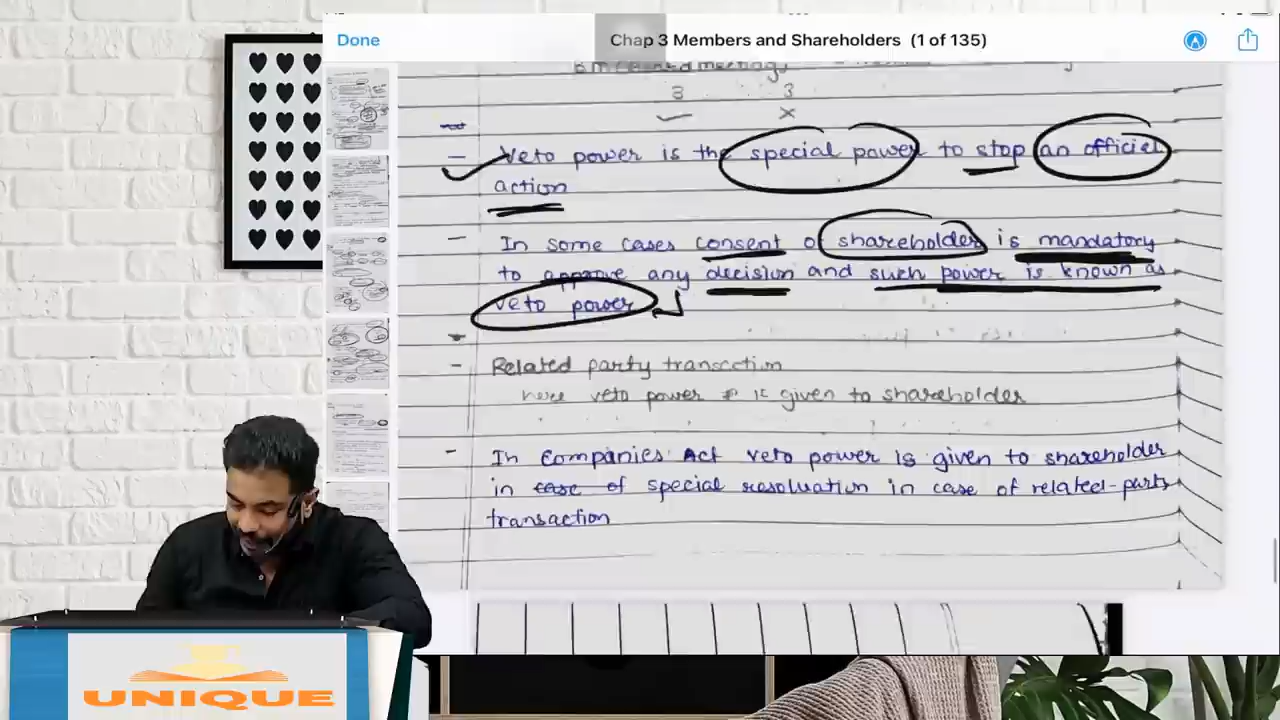 Done
Chap 3 Members and Shareholders (1 of 135)
3 3
Veto power is the special power to stop an official
action
- In some cases consent of shareholder is mandatory
to approve any decision and such power is known as
veto power
- Related party transaction
here veto power is given to shareholder
- In Companies Act veto power is given to shareholder
in case of special resoluation in case of related-party
transaction
UNIQUE